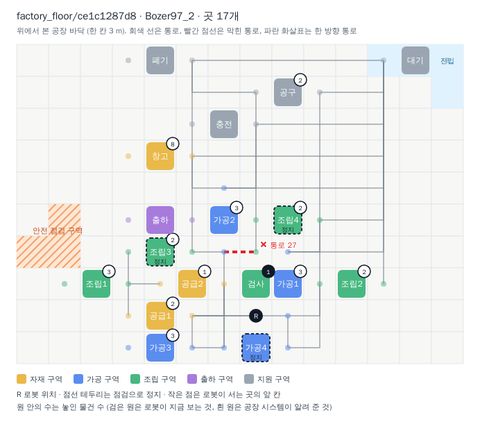 factory_floor/ce1c1287d8 · Bozer97_2 · 곳 17개
위에서 본 공장 바닥 (한 칸 3 m). 회색 선은 통로, 빨간 점선은 막힌 통로, 파란 화살표는 한 방향 통로
폐기
대기
전입
공구
2
충전
창고
8
출하
가공2
3
조립4
2
정지
안전 점검 구역
조립3
2
정지
✖ 통로 27
조립1
3
공급2
1
검사
1
가공1
3
조립2
2
공급1
2
R
가공3
3
가공4
정지
자재 구역
가공 구역
조립 구역
출하 구역
지원 구역
R 로봇 위치 · 점선 테두리는 점검으로 정지 · 작은 점은 로봇이 서는 곳의 앞 칸
원 안의 수는 놓인 물건 수 (검은 원은 로봇이 지금 보는 것, 흰 원은 공장 시스템이 알려 준 것)